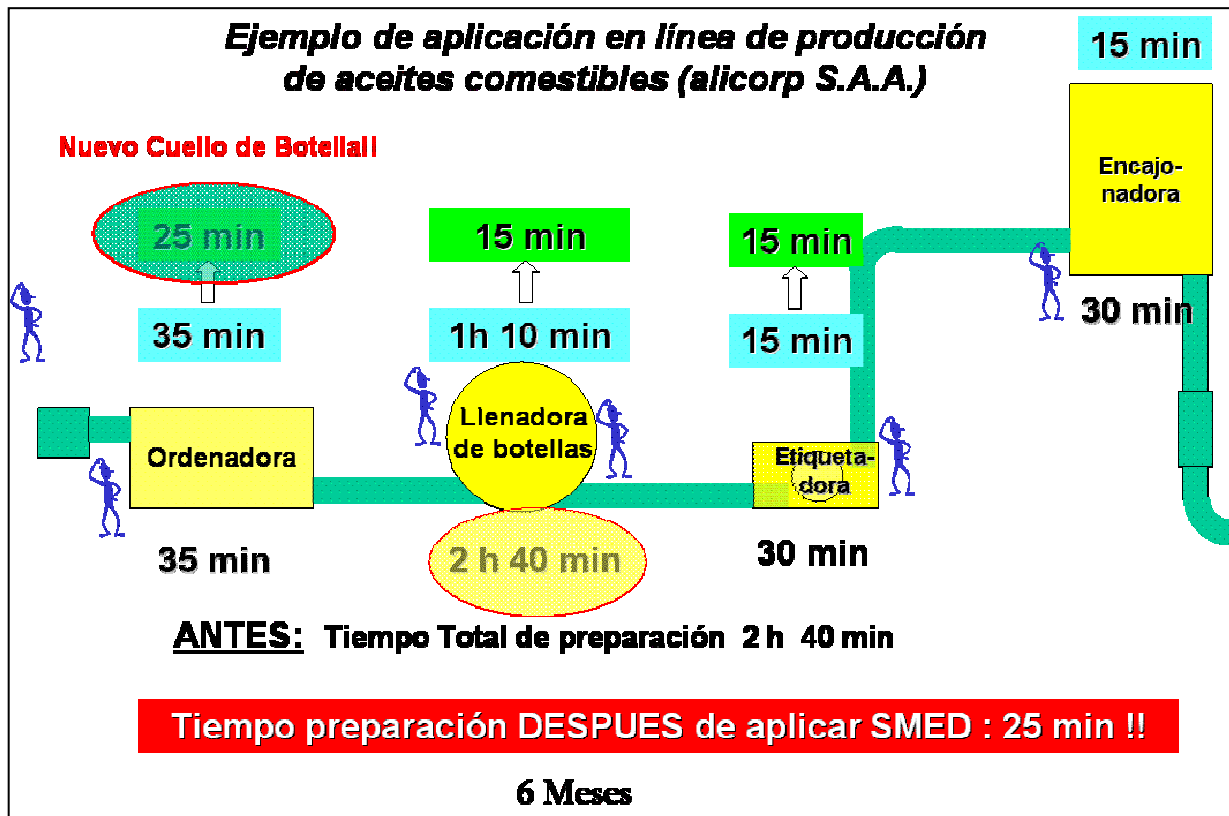 Ejemplo de aplicación en línea de producción
de aceites comestibles (alicorp S.A.A.)
15 min
Nuevo Cuello de Botella!!
Encajo-
nadora
25 min
15 min
15 min
35 min
1h 10 min
15 min
30 min
Ordenadora
Llenadora
de botellas
Etiqueta-
dora
35 min
2 h 40 min
30 min
ANTES: Tiempo Total de preparación 2 h 40 min
Tiempo preparación DESPUES de aplicar SMED : 25 min !!
6 Meses